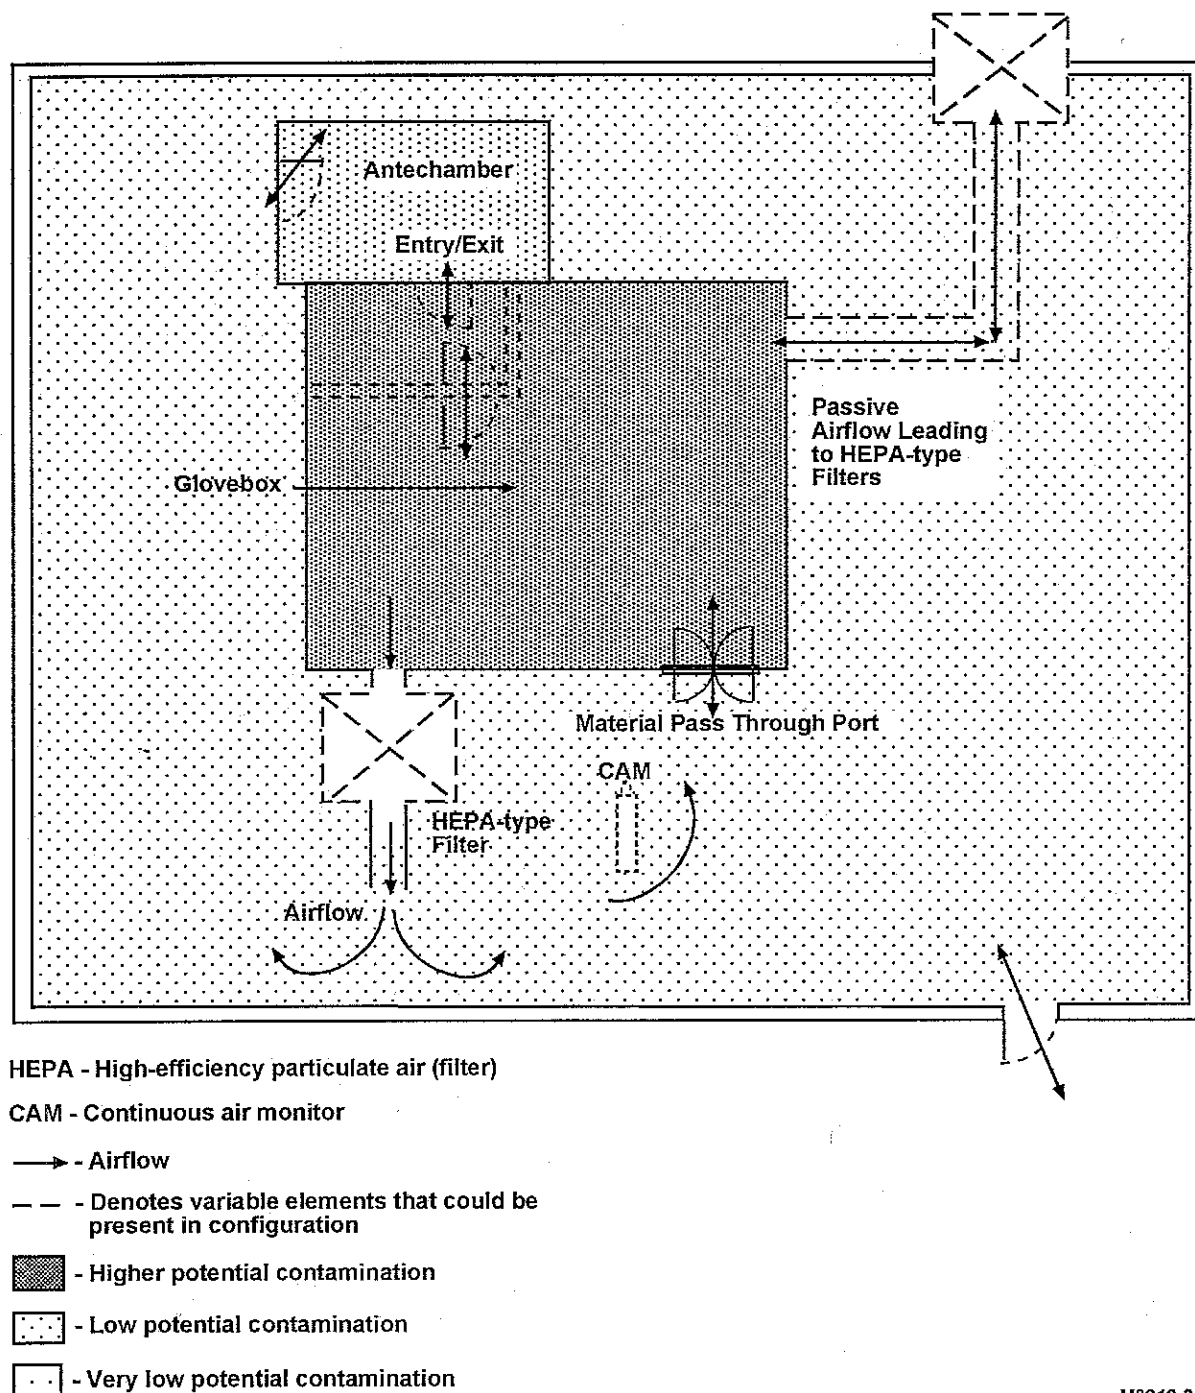 Antechamber
Entry/Exit
Passive
Airflow Leading
to HEPA-type
Filters
Glovebox
Material Pass Through Port
CAM
HEPA-type
Filter
Airflow
HEPA - High-efficiency particulate air (filter)
CAM - Continuous air monitor
- Airflow
- Denotes variable elements that could be
present in configuration
- Higher potential contamination
- Low potential contamination
- Very low potential contamination